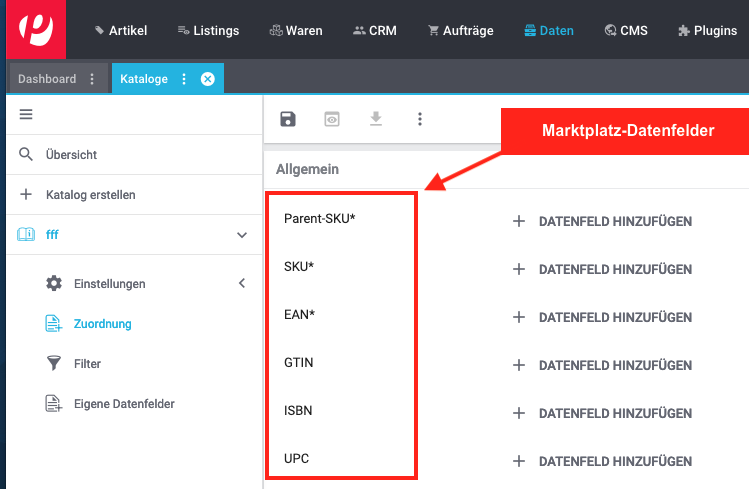 Artikel Listings Waren CRM Aufträge Daten CMS Plugins
Dashboard Kataloge
Marktplatz-Datenfelder
Übersicht
Katalog erstellen
fff
Einstellungen
Zuordnung
Filter
Eigene Datenfelder
Allgemein
Parent-SKU* DATENFELD HINZUFÜGEN
SKU* DATENFELD HINZUFÜGEN
EAN* DATENFELD HINZUFÜGEN
GTIN DATENFELD HINZUFÜGEN
ISBN DATENFELD HINZUFÜGEN
UPC DATENFELD HINZUFÜGEN